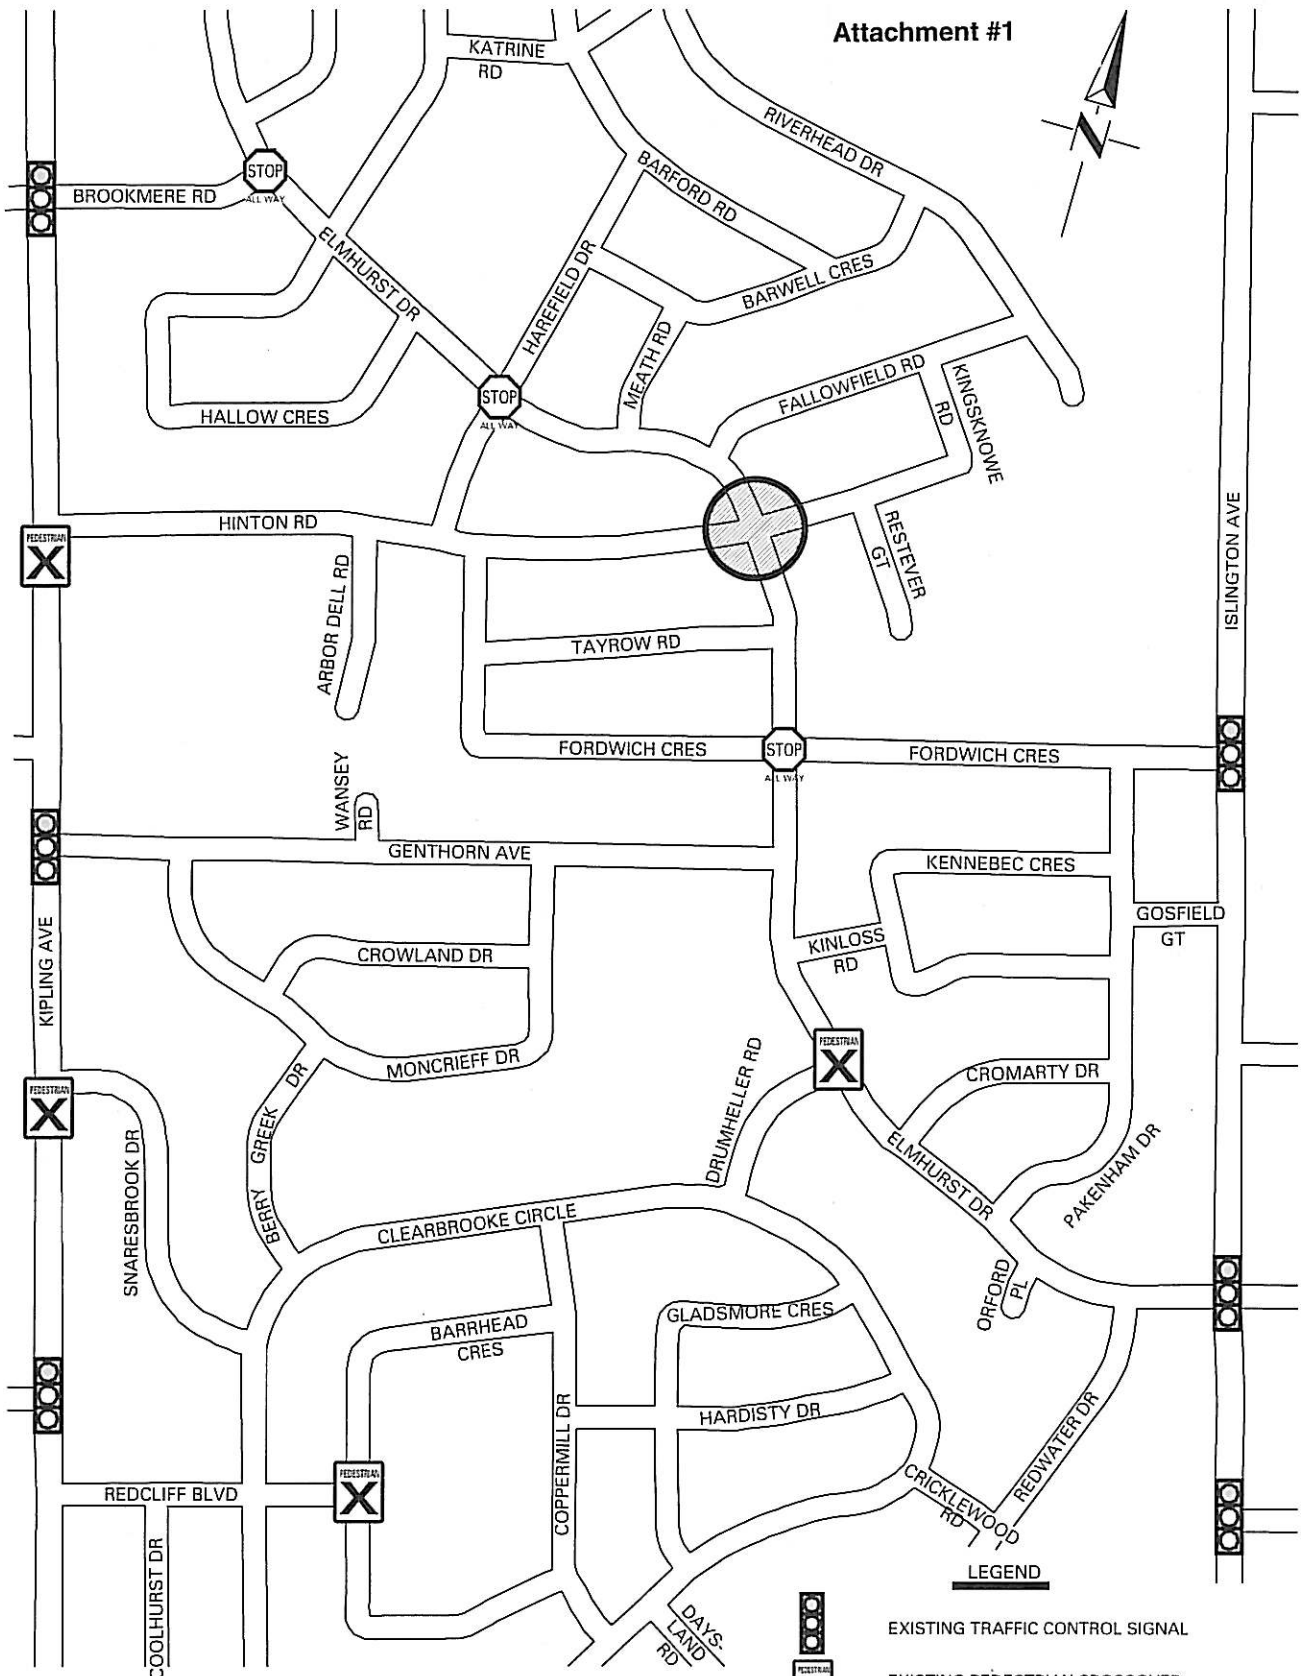 Attachment #1
KATRINE
RD
RIVERHEAD DR
N
STOP
ALL WAY
BROOKMERE RD
BARFORD RD
ELMHURST DR
HAREFIELD DR
BARWELL CRES
MEATH RD
FALLOWFIELD RD
KINGSKNOWE
RD
STOP
ALL WAY
HALLOW CRES
HINTON RD
PEDESTRIAN
X
RESTEVER
GT
ISLINGTON AVE
ARBOR DELL RD
TAYROW RD
FORDWICH CRES
STOP
ALL WAY
FORDWICH CRES
WANSEY
RD
GENTHORN AVE
KENNEBEC CRES
GOSFIELD
GT
KIPLING AVE
CROWLAND DR
KINLOSS
RD
MONCRIEFF DR
PEDESTRIAN
X
DRUMHELLER RD
CROMARTY DR
PEDESTRIAN
X
BERRY GREEK DR
ELMHURST DR
PAKENHAM DR
SNARESBROOK DR
CLEARBROOKE CIRCLE
ORFORD
PL
GLADSMORE CRES
BARRHEAD
CRES
COPPERMILL DR
HARDISTY DR
REDWATER DR
PEDESTRIAN
X
REDCLIFF BLVD
CRICKLEWOOD
RD
COOLHURST DR
DAYS-
LAND
RD
LEGEND
EXISTING TRAFFIC CONTROL SIGNAL
PEDESTRIAN
EXISTING PEDESTRIAN CROSSOVER